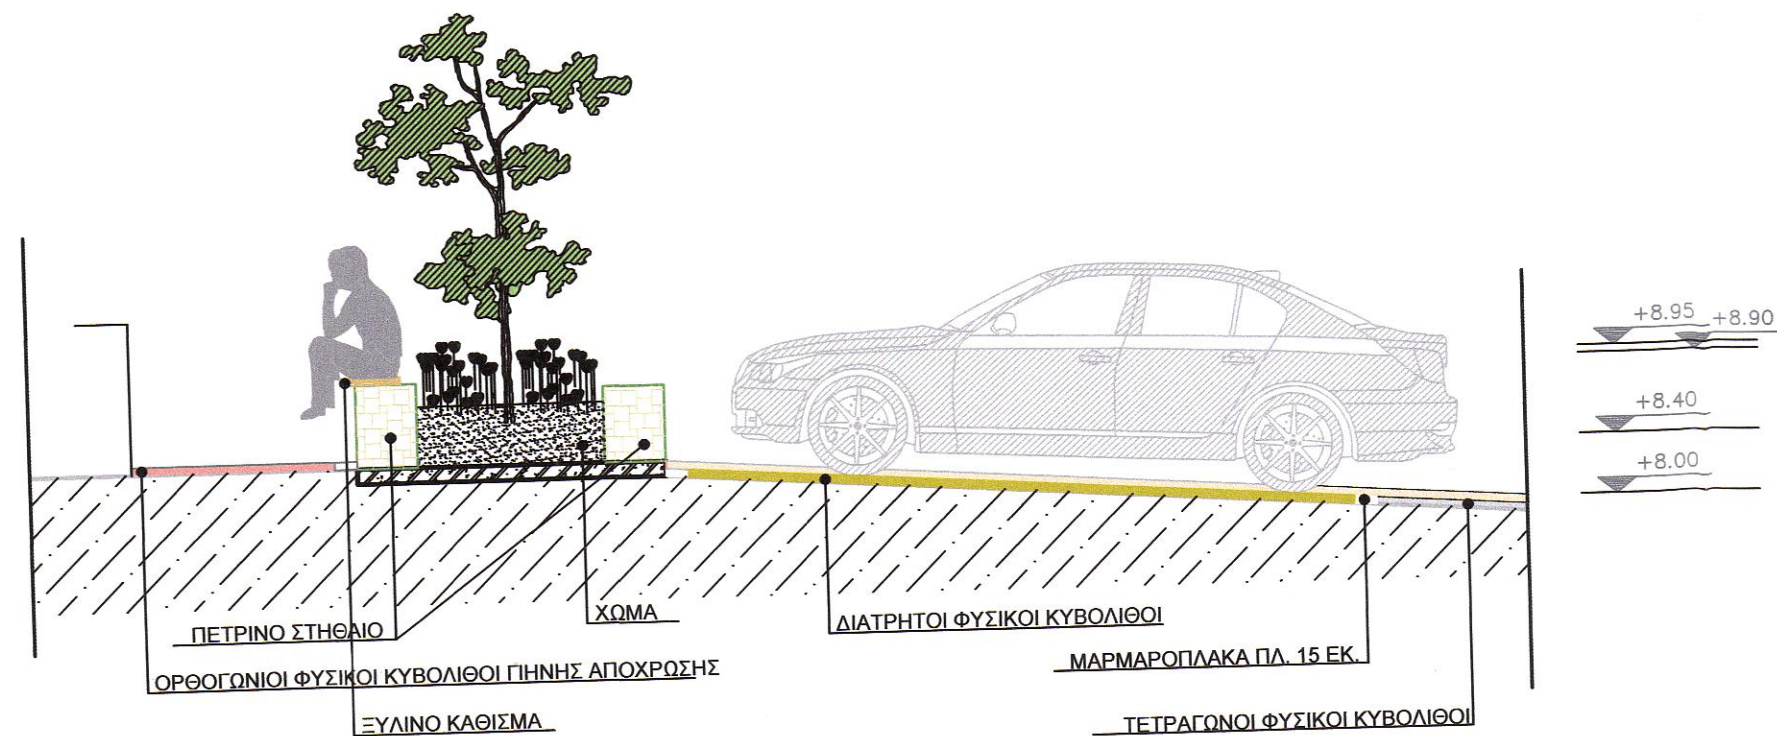 +8.95
+8.90
+8.40
+8.00
ΠΕΤΡΙΝΟ ΣΤΗΘΑΙΟ
ΧΩΜΑ
ΔΙΑΤΡΗΤΟΙ ΦΥΣΙΚΟΙ ΚΥΒΟΛΙΘΟΙ
ΜΑΡΜΑΡΟΠΛΑΚΑ ΠΛ. 15 ΕΚ.
ΟΡΘΟΓΩΝΙΟΙ ΦΥΣΙΚΟΙ ΚΥΒΟΛΙΘΟΙ ΓΗΙΝΗΣ ΑΠΟΧΡΩΣΗΣ
ΞΥΛΙΝΟ ΚΑΘΙΣΜΑ
ΤΕΤΡΑΓΩΝΟΙ ΦΥΣΙΚΟΙ ΚΥΒΟΛΙΘΟΙ